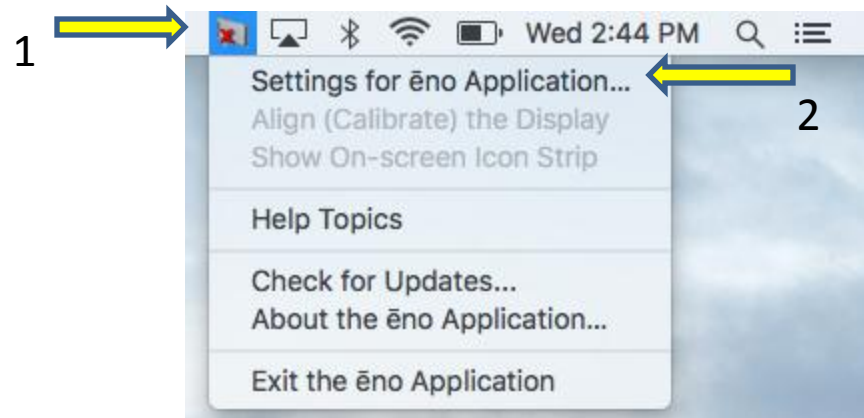 1
Wed 2:44 PM
Settings for ēno Application...
2
Align (Calibrate) the Display
Show On-screen Icon Strip
Help Topics
Check for Updates...
About the ēno Application...
Exit the ēno Application